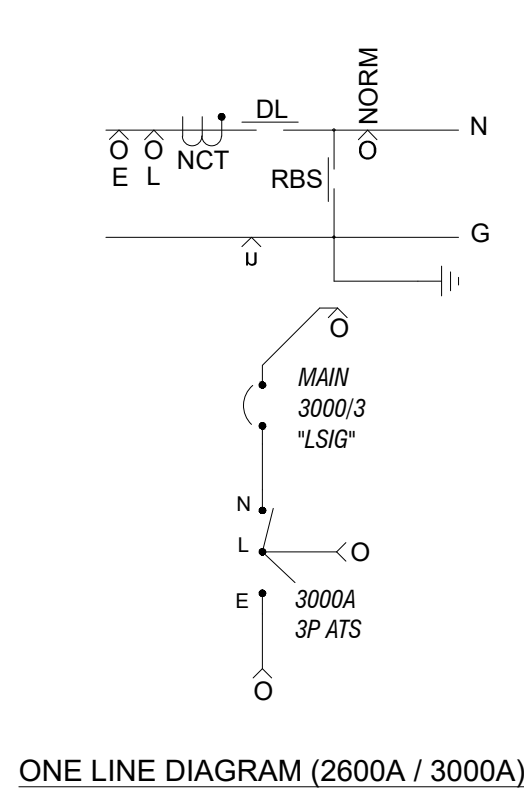 NORM
DL
N
O
O
O
E
L
NCT
RBS
G
µ
O
MAIN
3000/3
"LSIG"
N
L
O
E
3000A
3P ATS
O
ONE LINE DIAGRAM (2600A / 3000A)